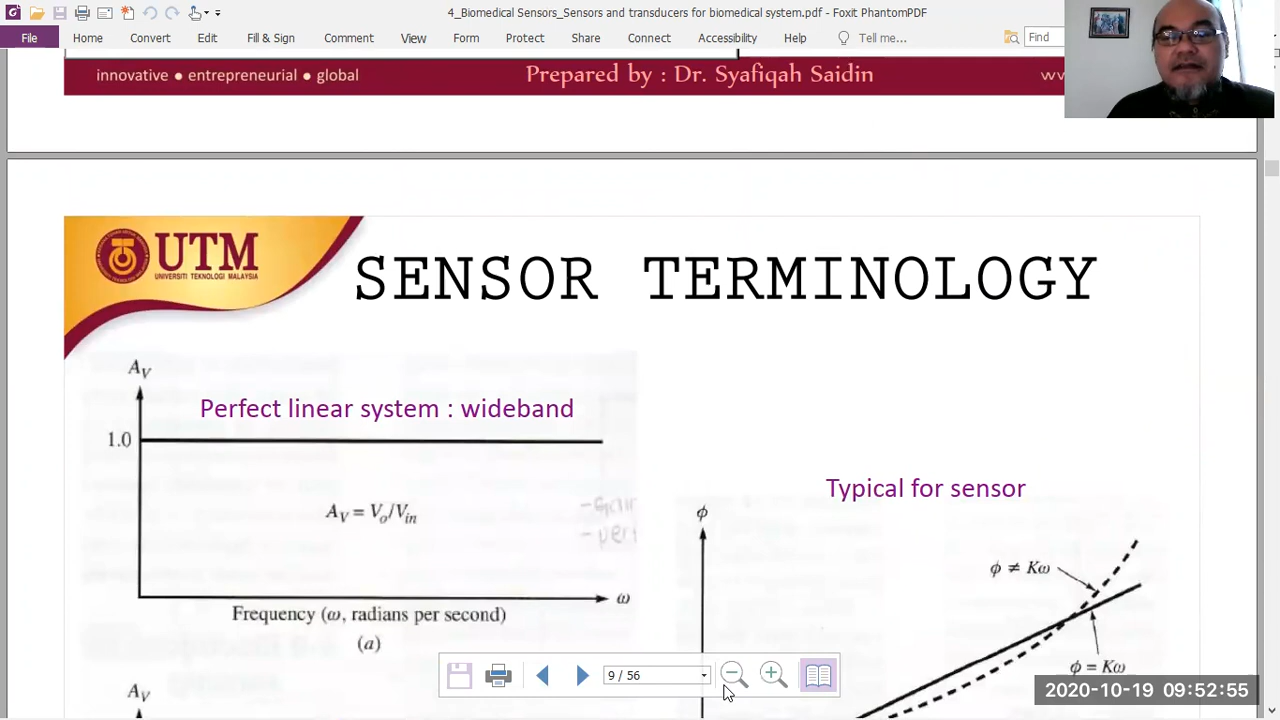 4_Biomedical Sensors_Sensors and transducers for biomdical system.pdf - Foxit PhantomPDF
File Home Convert Edit Fill & Sign Comment View Form Protect Share Connect Accessibility Help Tell me... Find
innovative ● entrepreneurial ● global
Prepared by : Dr. Syafiqah Saidin
UTM
UNIVERSITI TEKNOLOGI MALAYSIA
SENSOR TERMINOLOGY
A_V
Perfect linear system : wideband
1.0
A_V = V_o/V_in
ω
Frequency (ω, radians per second)
(a)
A_V
Typical for sensor
ϕ
ϕ ≠ Kω
ϕ = Kω
9 / 56
2020-10-19 09:52:55